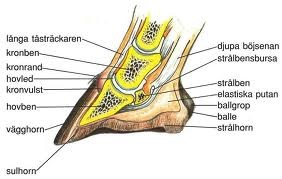 långa tåsträckaren
kronben
kronrand
hovled
kronvulst
hovben
vägghorn
sulhorn
djupa böjsenan
strålbensbursa
strålben
elastiska putan
ballgrop
balle
strålhorn